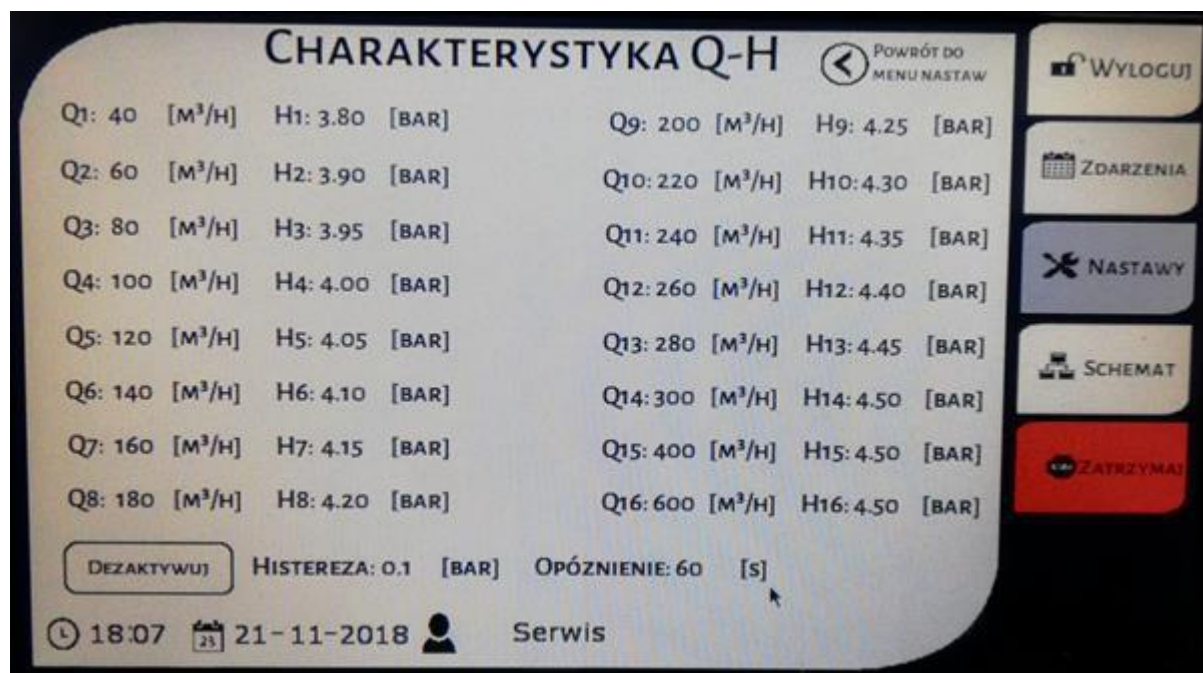 CHARAKTERYSTYKA Q-H
POWRÓT DO
MENU NASTAW
Q1: 40 [M³/H] H1: 3.80 [BAR]
Q2: 60 [M³/H] H2: 3.90 [BAR]
Q3: 80 [M³/H] H3: 3.95 [BAR]
Q4: 100 [M³/H] H4: 4.00 [BAR]
Q5: 120 [M³/H] H5: 4.05 [BAR]
Q6: 140 [M³/H] H6: 4.10 [BAR]
Q7: 160 [M³/H] H7: 4.15 [BAR]
Q8: 180 [M³/H] H8: 4.20 [BAR]
Q9: 200 [M³/H] H9: 4.25 [BAR]
Q10: 220 [M³/H] H10: 4.30 [BAR]
Q11: 240 [M³/H] H11: 4.35 [BAR]
Q12: 260 [M³/H] H12: 4.40 [BAR]
Q13: 280 [M³/H] H13: 4.45 [BAR]
Q14: 300 [M³/H] H14: 4.50 [BAR]
Q15: 400 [M³/H] H15: 4.50 [BAR]
Q16: 600 [M³/H] H16: 4.50 [BAR]
DEZAKTYWUJ HISTEREZA: 0.1 [BAR] OPÓZNIENIE: 60 [S]
18:07 23 21-11-2018 Serwis
WYLOGUJ
ZDARZENIA
NASTAWY
SCHEMAT
ZATRZYMAJ